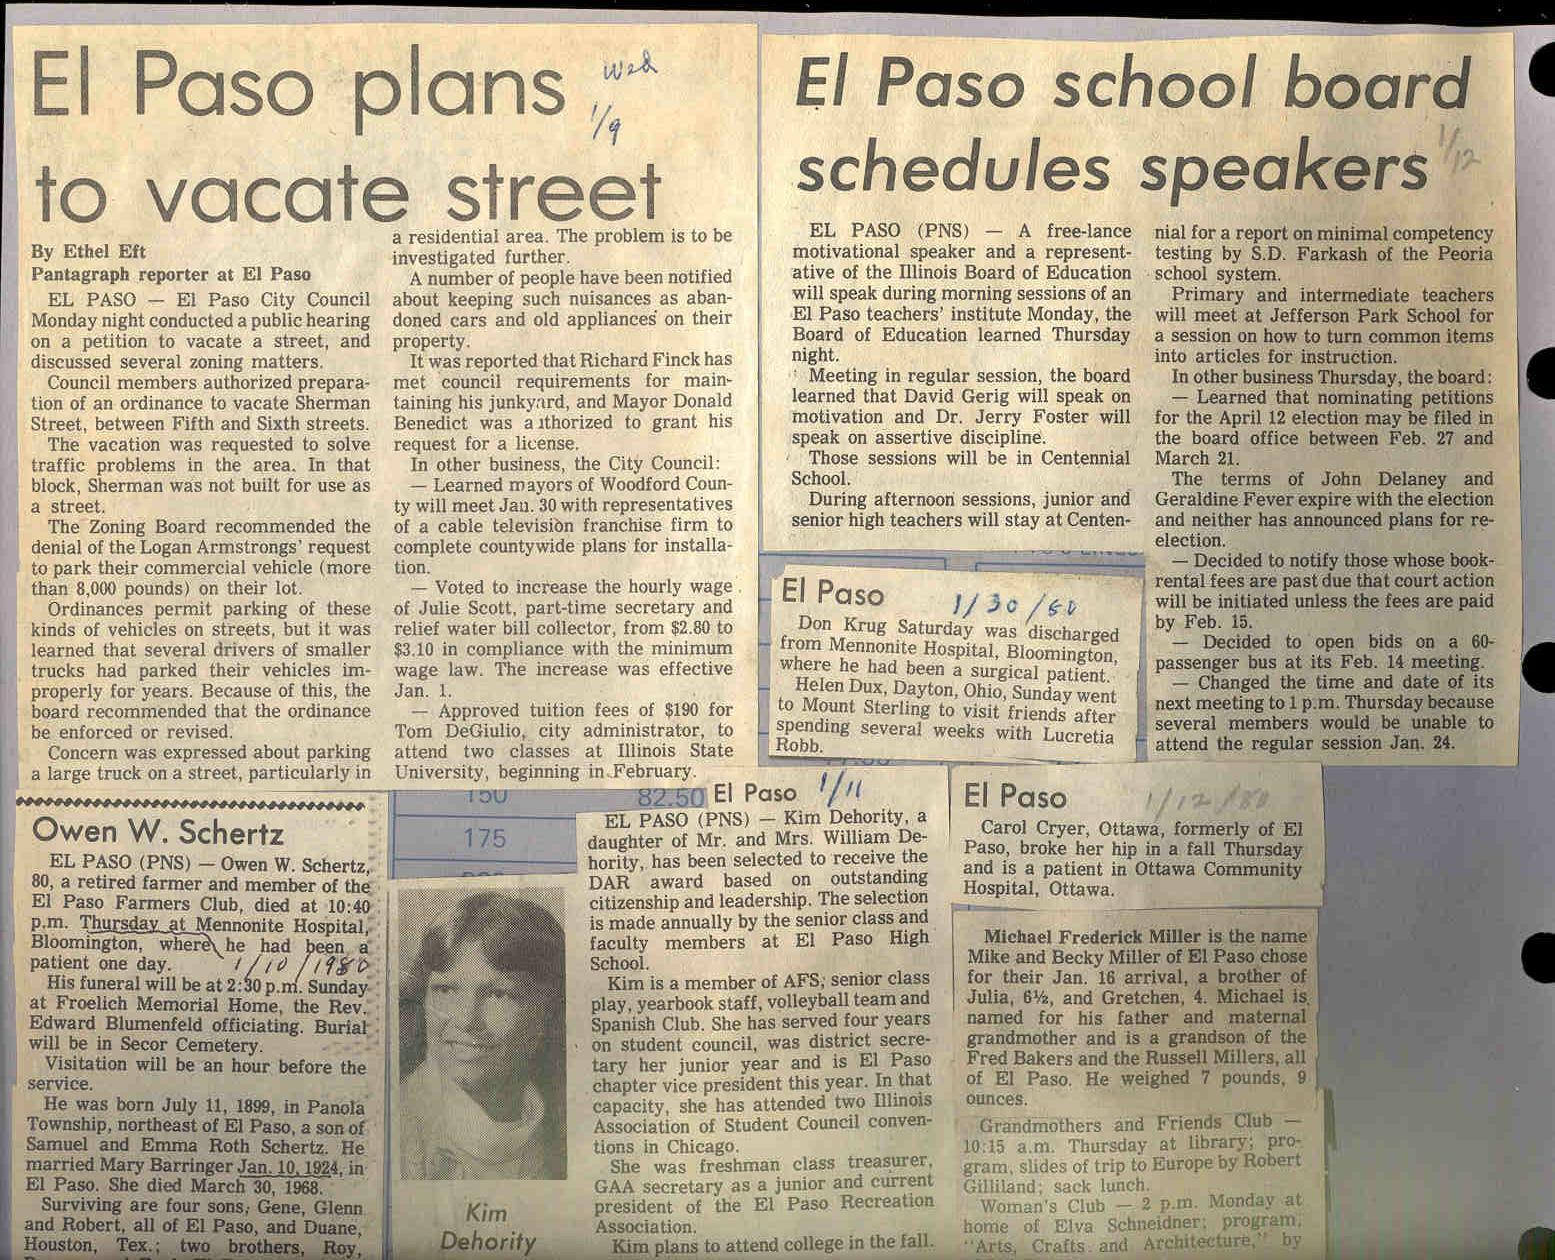 El Paso plans
to vacate street
Wed
1/9
By Ethel Eft
Pantagraph reporter at El Paso
EL PASO — El Paso City Council
Monday night conducted a public hearing
on a petition to vacate a street, and
discussed several zoning matters.
Council members authorized prepara-
tion of an ordinance to vacate Sherman
Street, between Fifth and Sixth streets.
The vacation was requested to solve
traffic problems in the area. In that
block, Sherman was not built for use as
a street.
The Zoning Board recommended the
denial of the Logan Armstrongs' request
to park their commercial vehicle (more
than 8,000 pounds) on their lot.
Ordinances permit parking of these
kinds of vehicles on streets, but it was
learned that several drivers of smaller
trucks had parked their vehicles im-
properly for years. Because of this, the
board recommended that the ordinance
be enforced or revised.
Concern was expressed about parking
a large truck on a street, particularly in
a residential area. The problem is to be
investigated further.
A number of people have been notified
about keeping such nuisances as aban-
doned cars and old appliances on their
property.
It was reported that Richard Finck has
met council requirements for main-
taining his junkyard, and Mayor Donald
Benedict was authorized to grant his
request for a license.
In other business, the City Council:
— Learned mayors of Woodford Coun-
ty will meet Jan. 30 with representatives
of a cable television franchise firm to
complete countywide plans for installa-
tion.
— Voted to increase the hourly wage
of Julie Scott, part-time secretary and
relief water bill collector, from $2.80 to
$3.10 in compliance with the minimum
wage law. The increase was effective
Jan. 1.
— Approved tuition fees of $190 for
Tom DeGiulio, city administrator, to
attend two classes at Illinois State
University, beginning in February.
El Paso school board
schedules speakers
1/12
EL PASO (PNS) — A free-lance
motivational speaker and a represent-
ative of the Illinois Board of Education
will speak during morning sessions of an
El Paso teachers' institute Monday, the
Board of Education learned Thursday
night.
Meeting in regular session, the board
learned that David Gerig will speak on
motivation and Dr. Jerry Foster will
speak on assertive discipline.
Those sessions will be in Centennial
School.
During afternoon sessions, junior and
senior high teachers will stay at Centen-
nial for a report on minimal competency
testing by S.D. Farkash of the Peoria
school system.
Primary and intermediate teachers
will meet at Jefferson Park School for
a session on how to turn common items
into articles for instruction.
In other business Thursday, the board:
— Learned that nominating petitions
for the April 12 election may be filed in
the board office between Feb. 27 and
March 21.
The terms of John Delaney and
Geraldine Fever expire with the election
and neither has announced plans for re-
election.
— Decided to notify those whose book-
rental fees are past due that court action
will be initiated unless the fees are paid
by Feb. 15.
— Decided to open bids on a 60-
passenger bus at its Feb. 14 meeting.
— Changed the time and date of its
next meeting to 1 p.m. Thursday because
several members would be unable to
attend the regular session Jan. 24.
El Paso
1/30/80
Don Krug Saturday was discharged
from Mennonite Hospital, Bloomington,
where he had been a surgical patient.
Helen Dux, Dayton, Ohio, Sunday went
to Mount Sterling to visit friends after
spending several weeks with Lucretia
Robb.
Owen W. Schertz
EL PASO (PNS) — Owen W. Schertz,
80, a retired farmer and member of the
El Paso Farmers Club, died at 10:40
p.m. Thursday at Mennonite Hospital,
Bloomington, where he had been a
patient one day.
1/10/1980
His funeral will be at 2:30 p.m. Sunday
at Froelich Memorial Home, the Rev.
Edward Blumenfeld officiating. Burial
will be in Secor Cemetery.
Visitation will be an hour before the
service.
He was born July 11, 1899, in Panola
Township, northeast of El Paso, a son of
Samuel and Emma Roth Schertz. He
married Mary Barringer Jan. 10, 1924, in
El Paso. She died March 30, 1968.
Surviving are four sons, Gene, Glenn
and Robert, all of El Paso, and Duane,
Houston, Tex.; two brothers, Roy,
150
82.50
175
Kim
Dehority
El Paso
1/11
EL PASO (PNS) — Kim Dehority, a
daughter of Mr. and Mrs. William De-
hority, has been selected to receive the
DAR award based on outstanding
citizenship and leadership. The selection
is made annually by the senior class and
faculty members at El Paso High
School.
Kim is a member of AFS, senior class
play, yearbook staff, volleyball team and
Spanish Club. She has served four years
on student council, was district secre-
tary her junior year and is El Paso
chapter vice president this year. In that
capacity, she has attended two Illinois
Association of Student Council conven-
tions in Chicago.
She was freshman class treasurer,
GAA secretary as a junior and current
president of the El Paso Recreation
Association.
Kim plans to attend college in the fall.
El Paso
1/12/80
Carol Cryer, Ottawa, formerly of El
Paso, broke her hip in a fall Thursday
and is a patient in Ottawa Community
Hospital, Ottawa.
Michael Frederick Miller is the name
Mike and Becky Miller of El Paso chose
for their Jan. 16 arrival, a brother of
Julia, 6½, and Gretchen, 4. Michael is
named for his father and maternal
grandmother and is a grandson of the
Fred Bakers and the Russell Millers, all
of El Paso. He weighed 7 pounds, 9
ounces.
Grandmothers and Friends Club —
10:15 a.m. Thursday at library; pro-
gram, slides of trip to Europe by Robert
Gilliland; sack lunch.
Woman's Club — 2 p.m. Monday at
home of Elva Schneidner; program,
"Arts, Crafts and Architecture," by